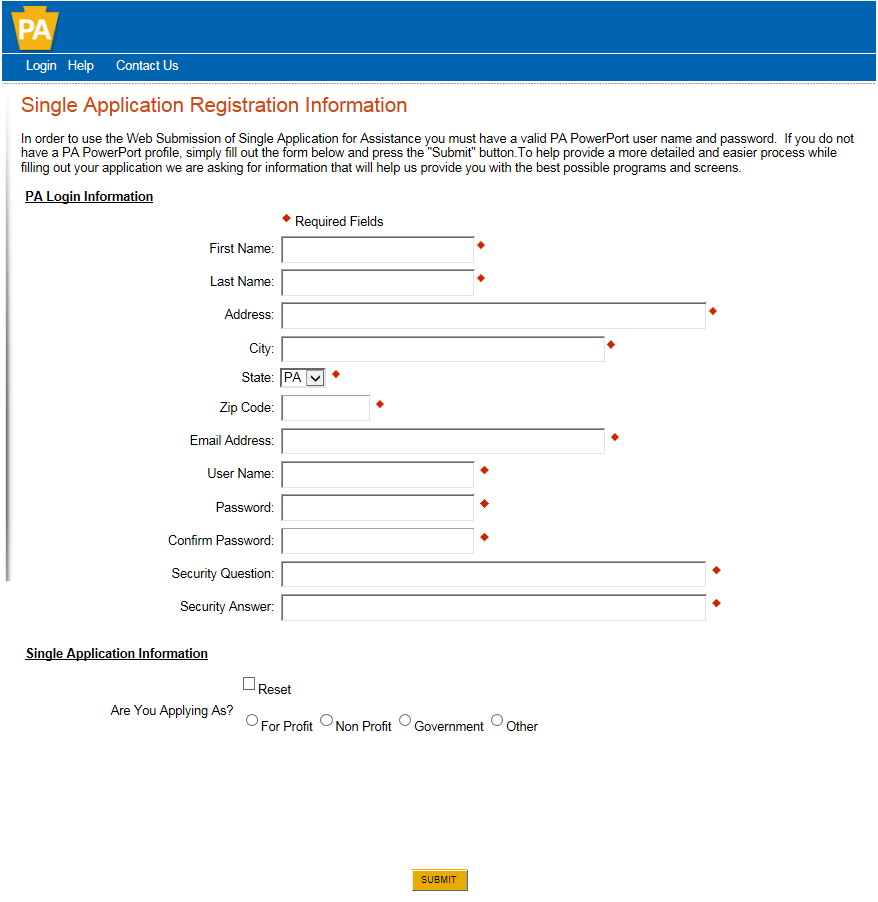 PA
Login Help Contact Us
Single Application Registration Information
In order to use the Web Submission of Single Application for Assistance you must have a valid PA PowerPort user name and password. If you do not
have a PA PowerPort profile, simply fill out the form below and press the "Submit" button.To help provide a more detailed and easier process while
filling out your application we are asking for information that will help us provide you with the best possible programs and screens.
PA Login Information
Required Fields
First Name:
Last Name:
Address:
City:
State: PA
Zip Code:
Email Address:
User Name:
Password:
Confirm Password:
Security Question:
Security Answer:
Single Application Information
Reset
Are You Applying As?
For Profit Non Profit Government Other
SUBMIT